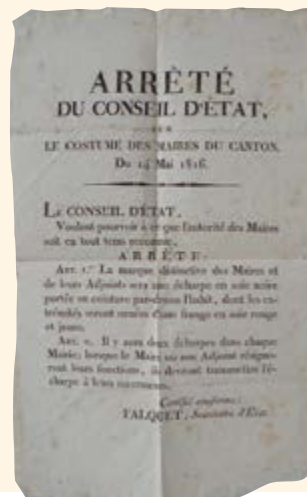 ARRÊTÉ
DU CONSEIL D'ÉTAT,
SUR
LE COSTUME DES MAIRES DU CANTON.
Du 14 Mai 1816.
LE CONSEIL D'ETAT,
Voulant pourvoir à ce que l'autorité des Maires
soit en tout tems reconnue,
ARRÊTE:
ART. 1.er La marque distinctive des Maires et
de leurs Adjoints sera une écharpe en soie noire
portée en ceinture par-dessus l'habit, dont les ex-
trémités seront ornées d'une frange en soie rouge
et jaune.
ART. 2. Il y aura deux écharpes dans chaque
Mairie; lorsque le Maire ou son Adjoint résigne-
ront leurs fonctions, ils devront transmettre l'é-
charpe à leurs successeurs.
Certifié conforme:
FALQUET, Secrétaire d'Etat.